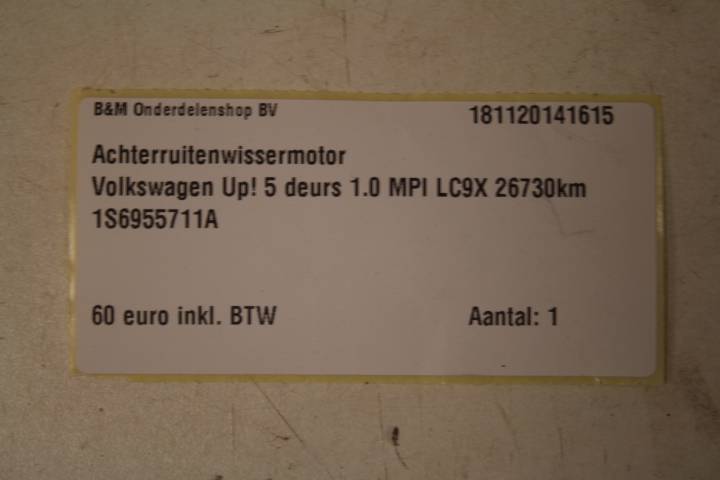 B&M Onderdelenshop BV 181120141615
Achterruitenwissermotor
Volkswagen Up! 5 deurs 1.0 MPI LC9X 26730km
1S6955711A
60 euro inkl. BTW Aantal: 1